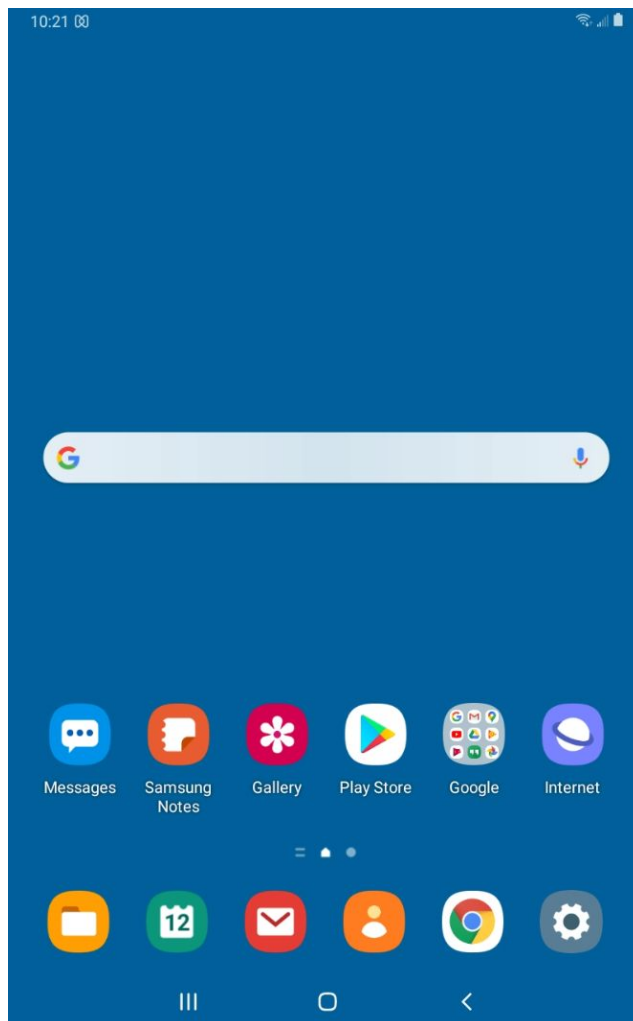 10:21
Messages
Samsung
Notes
Gallery
Play Store
Google
Internet
12